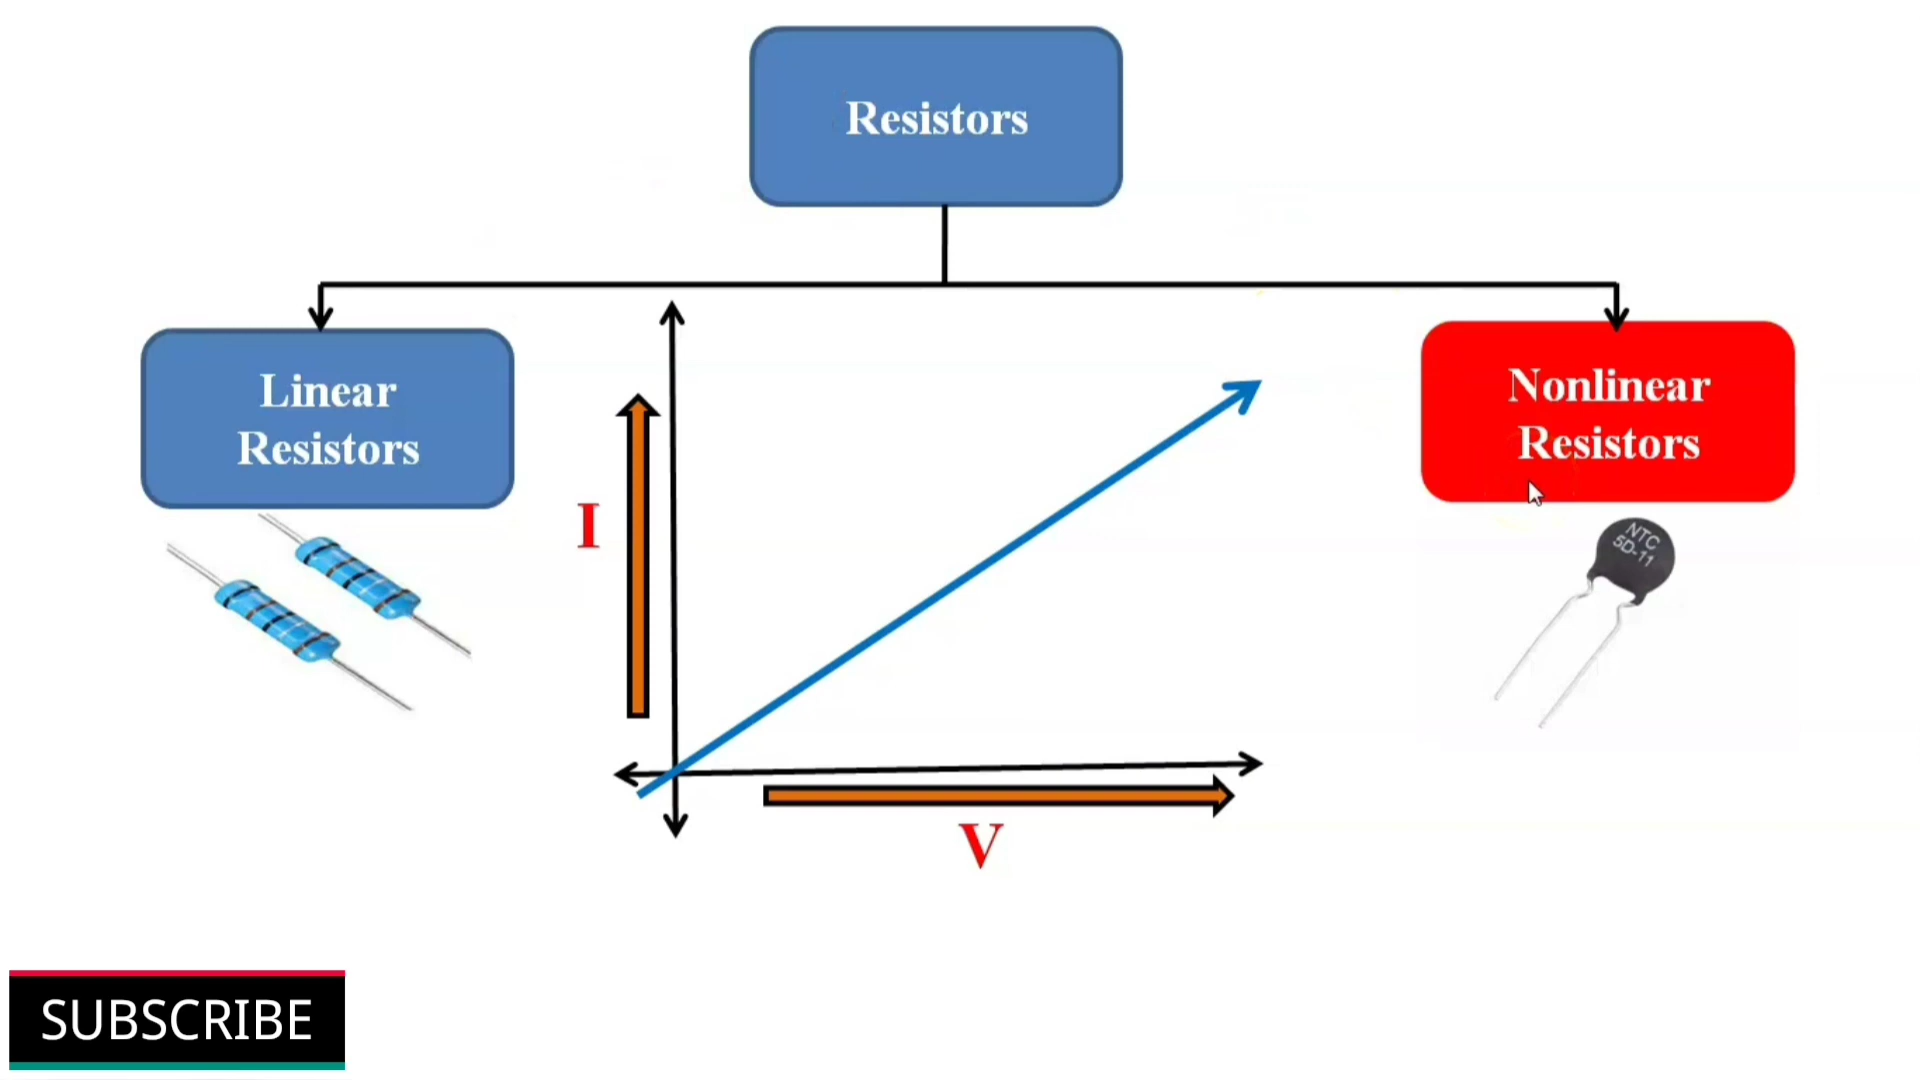 Resistors
Linear
Resistors
Nonlinear
Resistors
I
NTC
5D-11
V
SUBSCRIBE